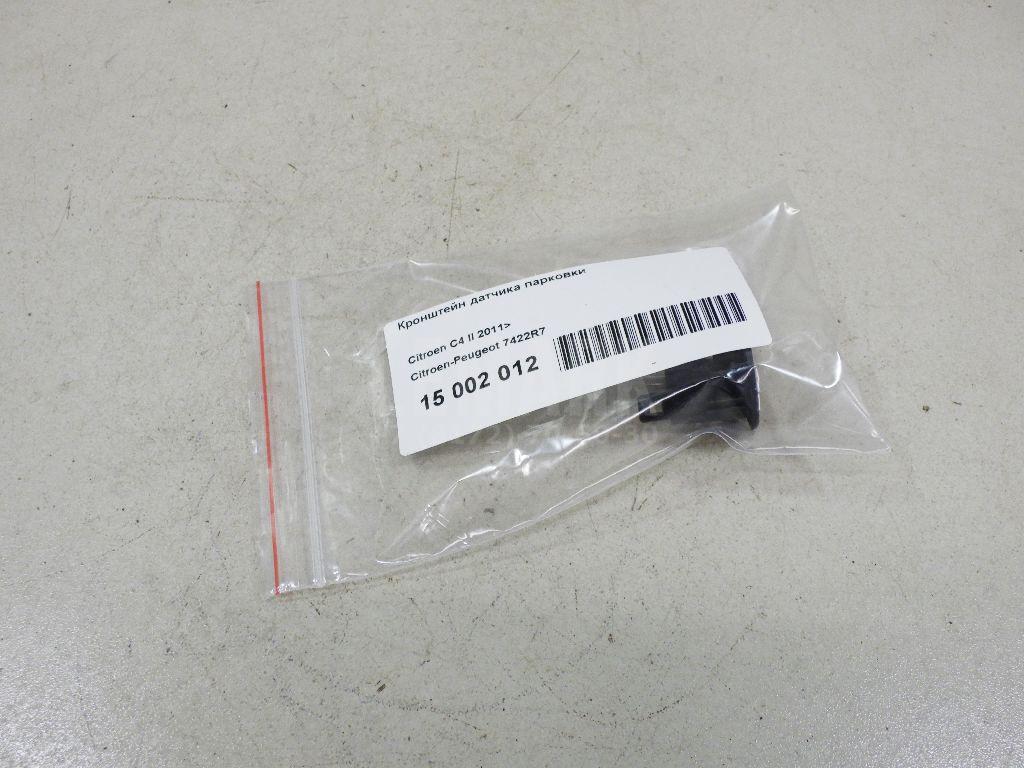 Кронштейн датчика парковки
Citroen C4 II 2011>
Citroen-Peugeot 7422R7
15 002 012